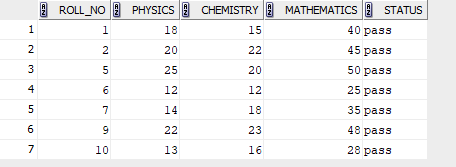 ROLL_NO PHYSICS CHEMISTRY MATHEMATICS STATUS
1 1 18 15 40 pass
2 2 20 22 45 pass
3 5 25 20 50 pass
4 6 12 12 25 pass
5 7 14 18 35 pass
6 9 22 23 48 pass
7 10 13 16 28 pass